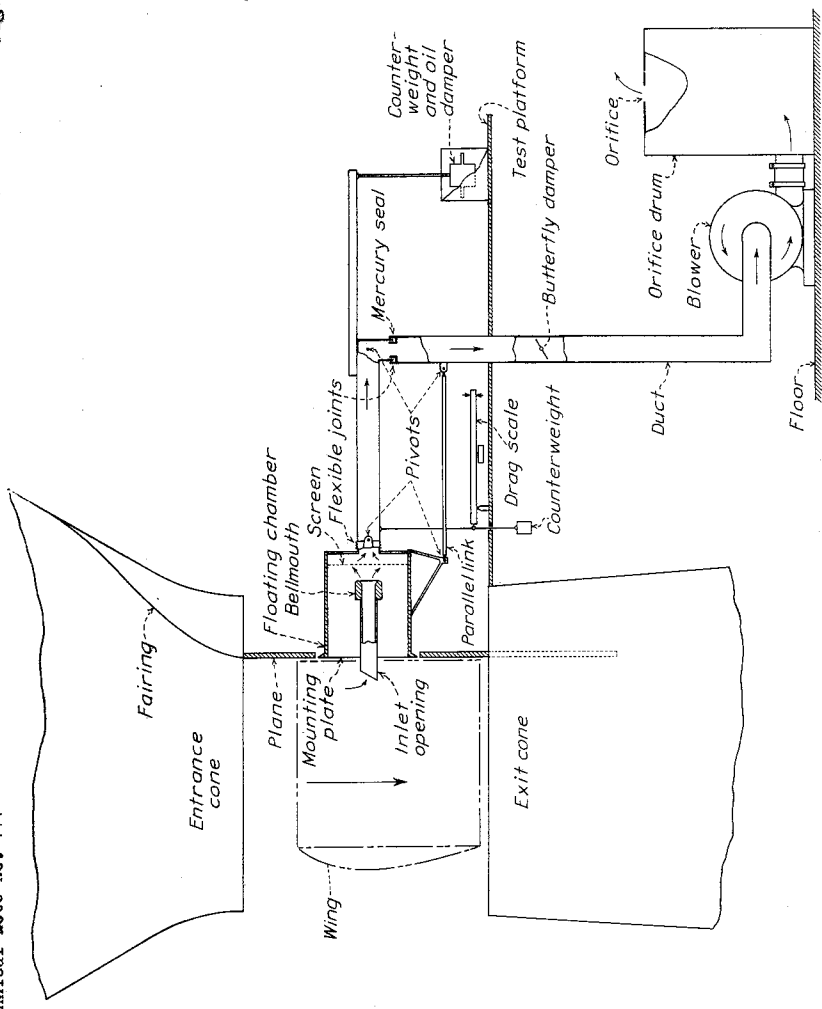 Fairing
Entrance
cone
Plane
Mounting
plate
Inlet
opening
Wing
Exit cone
Floating chamber
Bellmouth
Screen
Flexible joints
Pivots
Parallel link
Drag scale
Counterweight
Mercury seal
Counter-
weight
and oil
damper
Test platform
Butterfly damper
Duct
Floor
Orifice drum
Blower
Orifice